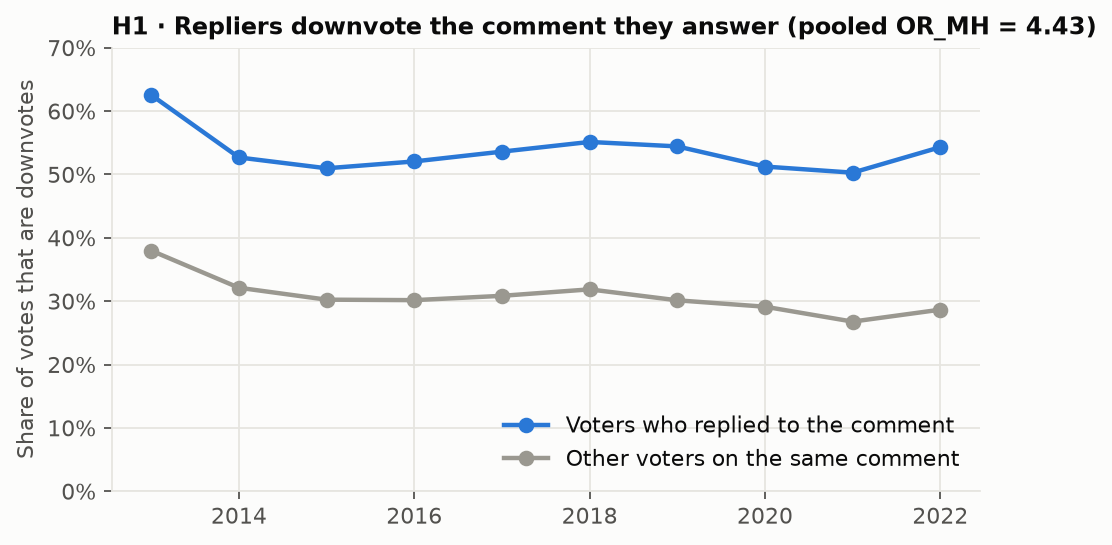 H1 · Repliers downvote the comment they answer (pooled OR_MH = 4.43)
Share of votes that are downvotes
70%
60%
50%
40%
30%
20%
10%
0%
Voters who replied to the comment
Other voters on the same comment
2014 2016 2018 2020 2022